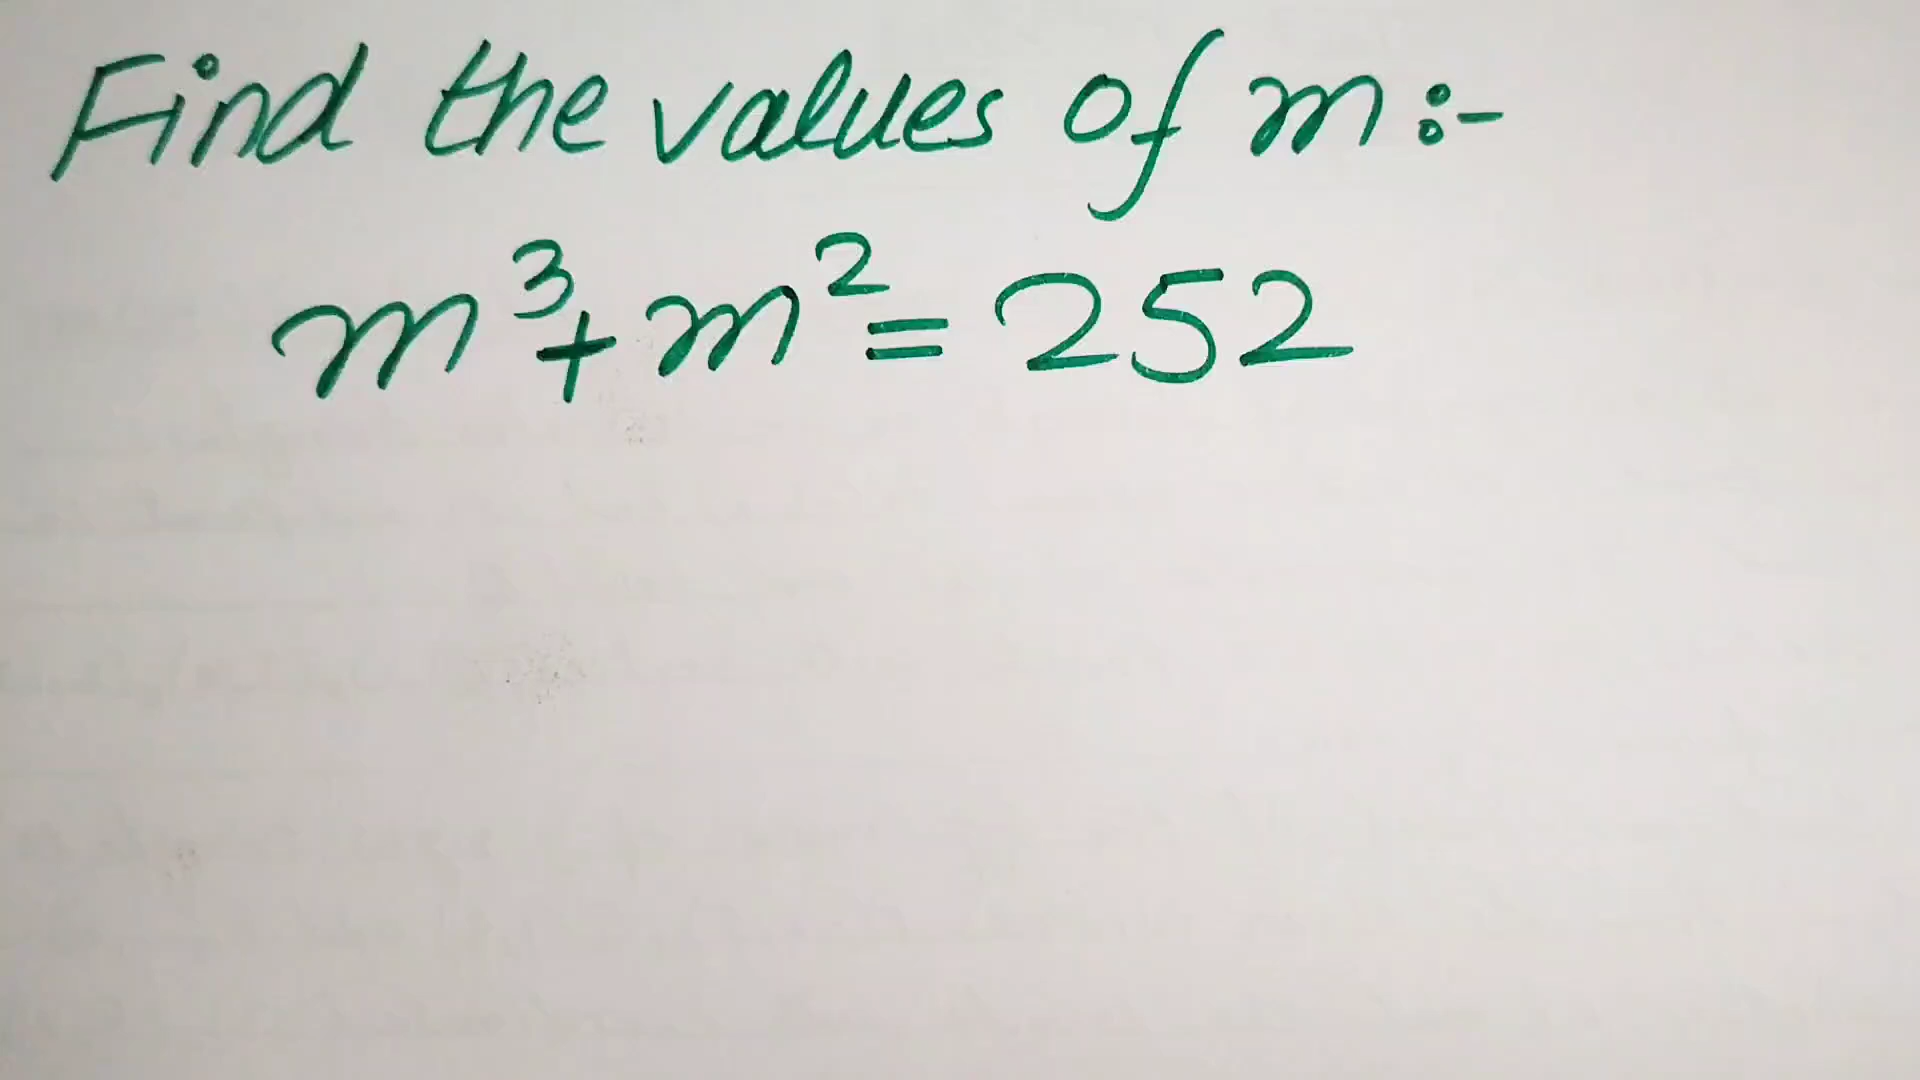 Find the values of m:-
m³+m²=252